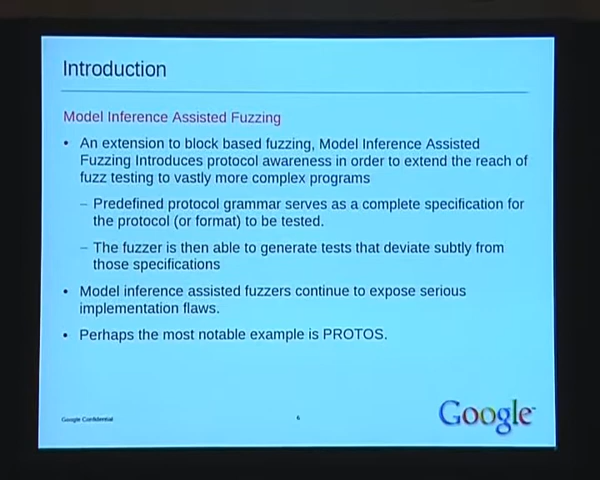 Introduction
Model Inference Assisted Fuzzing
• An extension to block based fuzzing, Model Inference Assisted
Fuzzing Introduces protocol awareness in order to extend the reach of
fuzz testing to vastly more complex programs
– Predefined protocol grammar serves as a complete specification for
the protocol (or format) to be tested.
– The fuzzer is then able to generate tests that deviate subtly from
those specifications
• Model inference assisted fuzzers continue to expose serious
implementation flaws.
• Perhaps the most notable example is PROTOS.
Google Confidential
6
Google